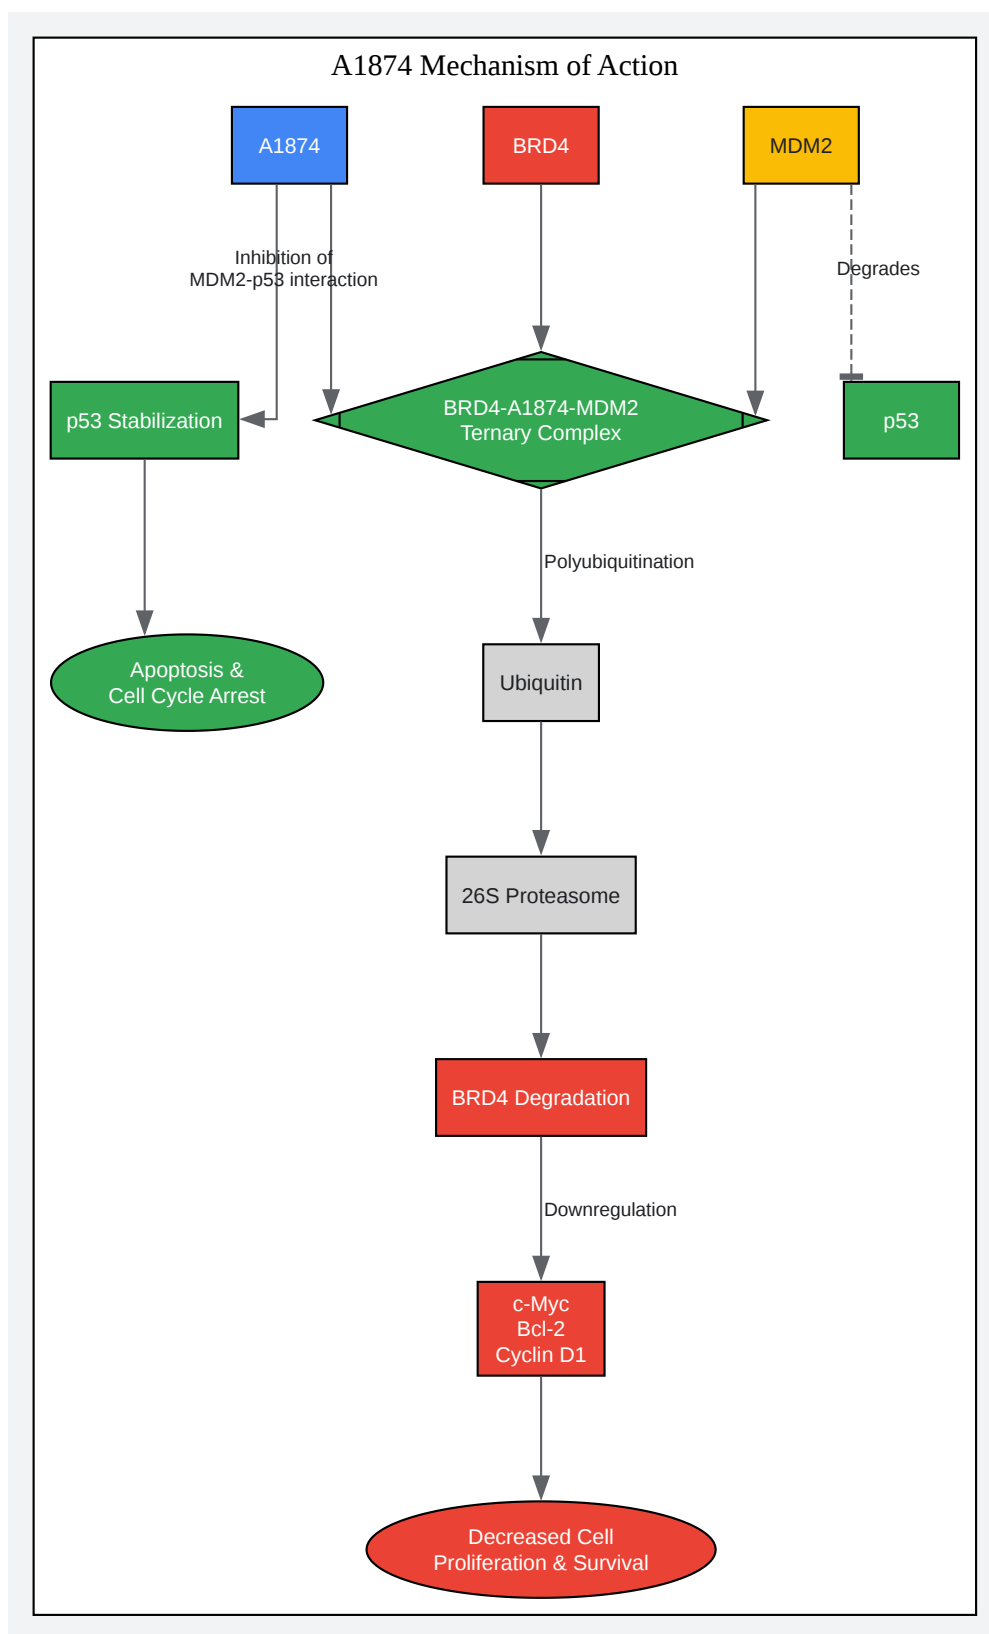 A1874 Mechanism of Action
A1874
BRD4
MDM2
Inhibition of
MDM2-p53 interaction
Degrades
p53 Stabilization
BRD4-A1874-MDM2
Ternary Complex
p53
Polyubiquitination
Apoptosis &
Cell Cycle Arrest
Ubiquitin
26S Proteasome
BRD4 Degradation
Downregulation
c-Myc
Bcl-2
Cyclin D1
Decreased Cell
Proliferation & Survival